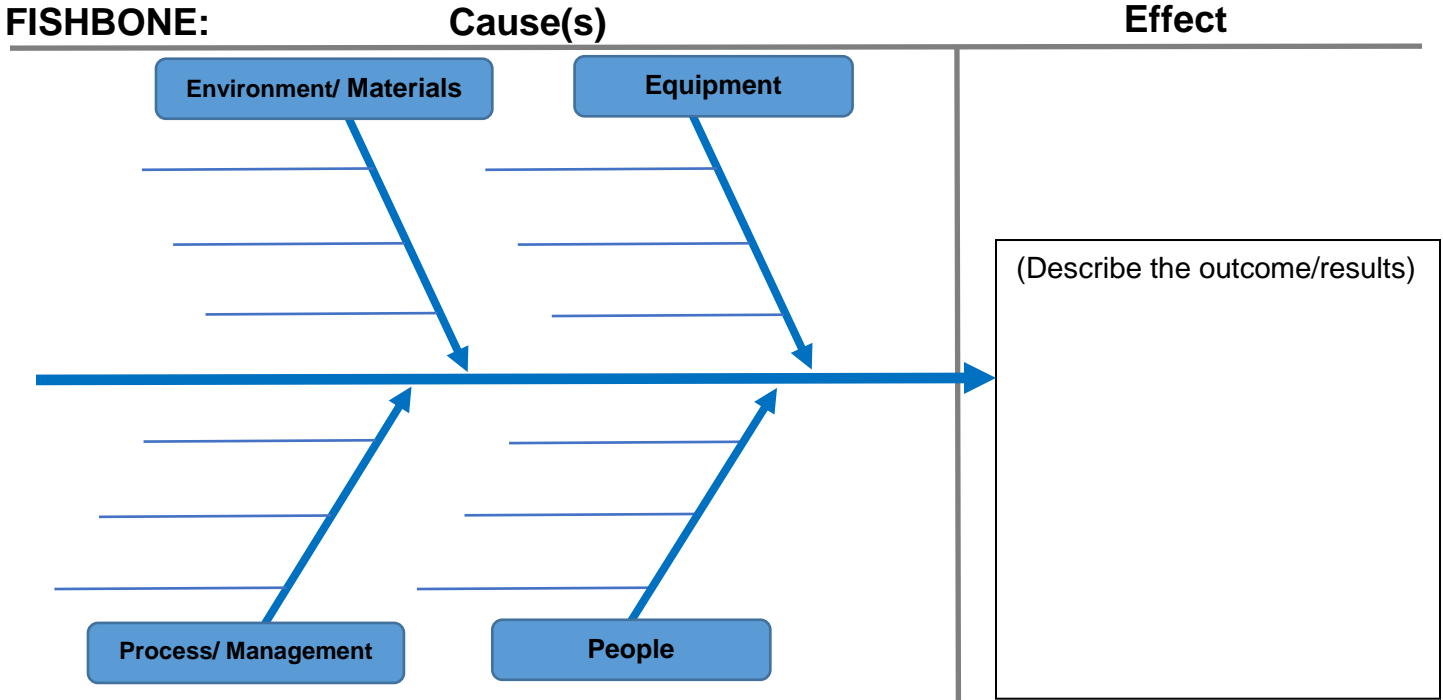 FISHBONE: Cause(s) Effect
Environment/ Materials
Equipment
(Describe the outcome/results)
Process/ Management
People